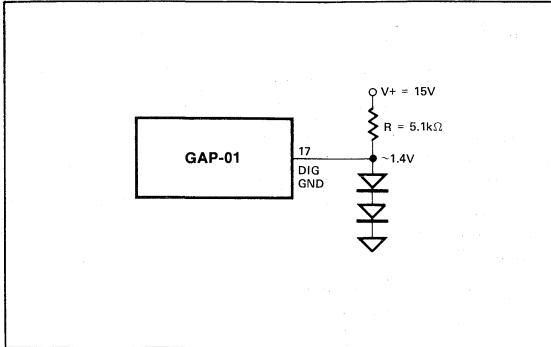 V+ = 15V
R = 5.1kΩ
GAP-01
17
~1.4V
DIG
GND